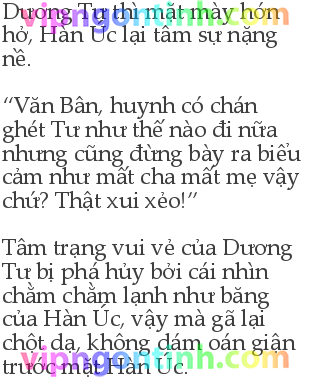 Dương Tư thì mặt mày hớn
hở, Hàn Úc lại tâm sự nặng
nề.
“Văn Bân, huynh có chán
ghét Tư như thế nào đi nữa
nhưng cũng đừng bày ra biểu
cảm như mất cha mất mẹ vậy
chứ? Thật xui xẻo!”
Tâm trạng vui vẻ của Dương
Tư bị phá hủy bởi cái nhìn
chằm chằm lạnh như băng
của Hàn Úc, vậy mà gã lại
chột dạ, không dám oán giận
trước mặt Hàn Úc.
vipngontinh.com
vipngontinh.com